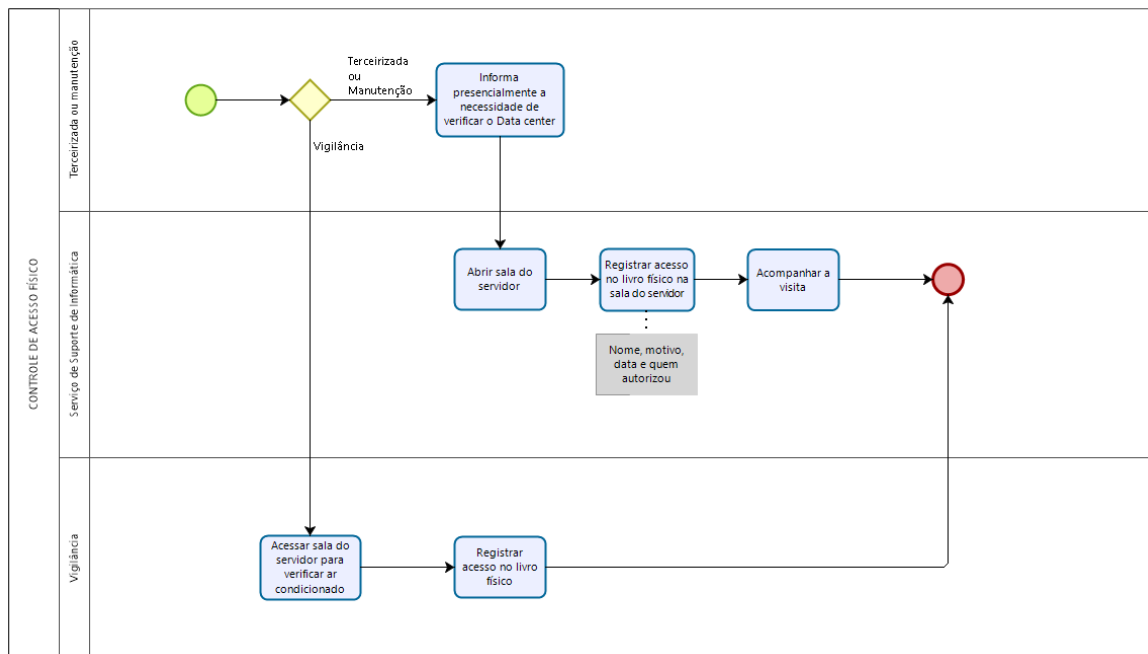 CONTROLE DE ACESSO FÍSICO
Terceirizada ou manutenção
Terceirizada
ou
Manutenção
Vigilância
Informa
presencialmente a
necessidade de
verificar o Data center
Serviço de Suporte de Informática
Abrir sala do
servidor
Registrar acesso
no livro físico na
sala do servidor
Acompanhar a
visita
Nome, motivo,
data e quem
autorizou
Vigilância
Acessar sala do
servidor para
verificar ar
condicionado
Registrar
acesso no livro
físico